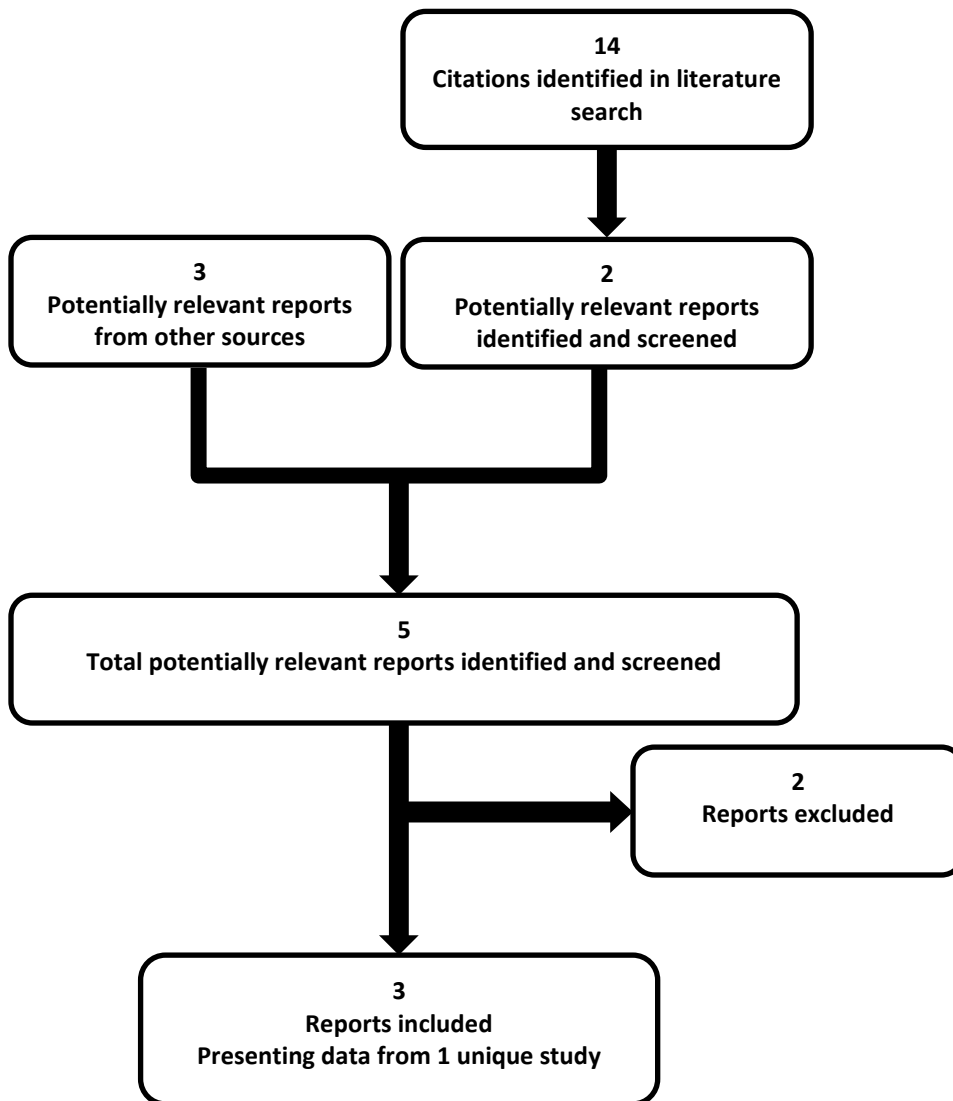 14
Citations identified in literature
search
3
Potentially relevant reports
from other sources
2
Potentially relevant reports
identified and screened
5
Total potentially relevant reports identified and screened
2
Reports excluded
3
Reports included
Presenting data from 1 unique study